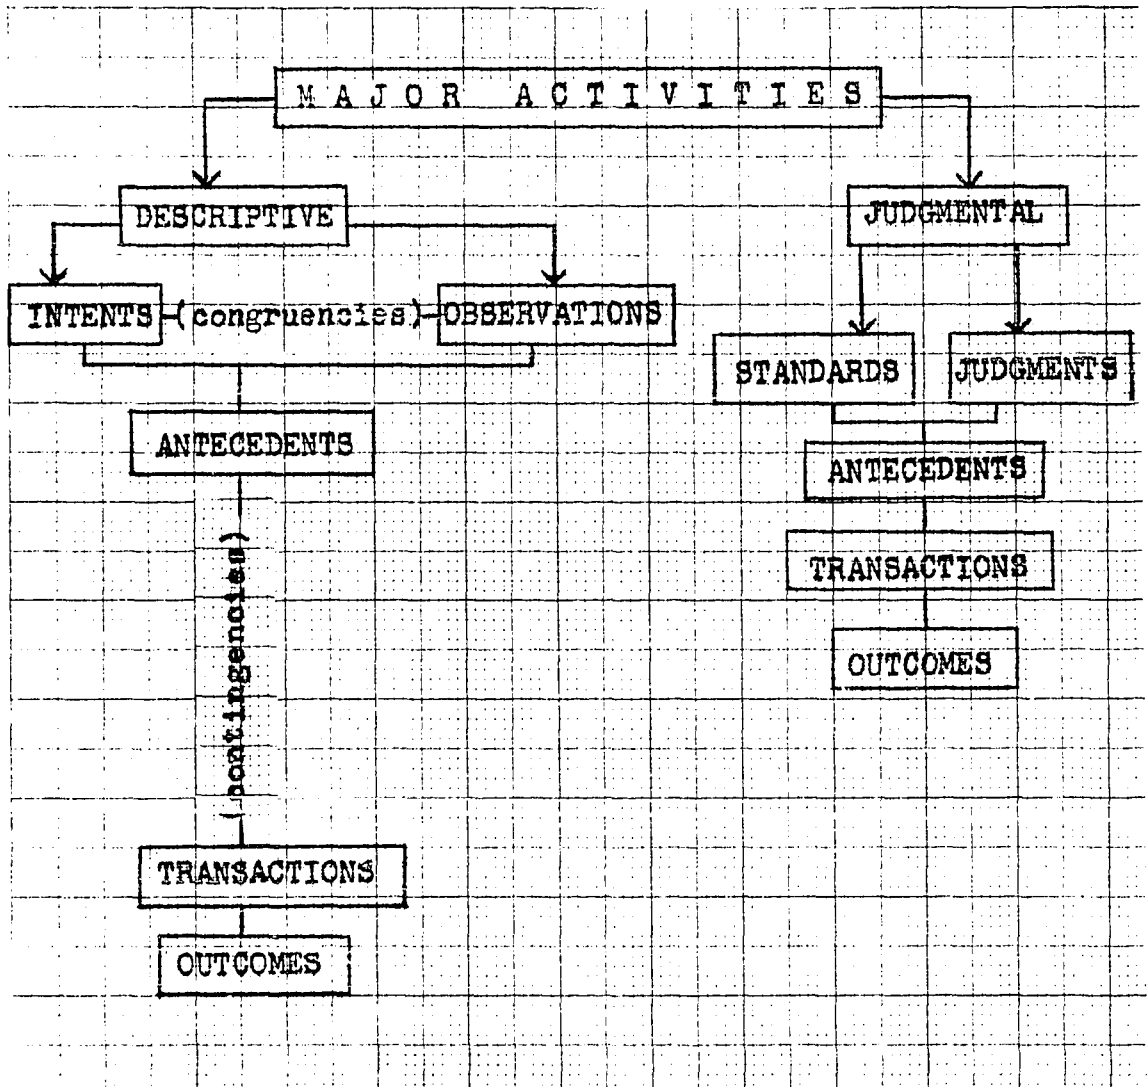 MAJOR ACTIVITIES
DESCRIPTIVE
JUDGMENTAL
INTENTS (congruencies) OBSERVATIONS
STANDARDS
JUDGMENTS
ANTECEDENTS
ANTECEDENTS
(contingencies)
TRANSACTIONS
OUTCOMES
TRANSACTIONS
OUTCOMES